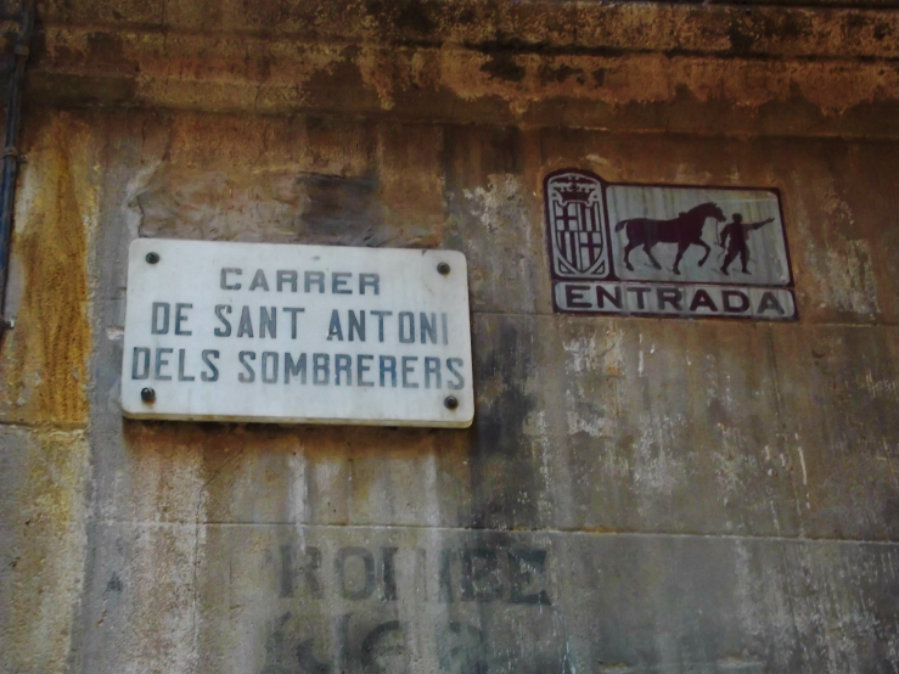 CARRER
DE SANT ANTONI
DELS SOMBRERERS
ENTRADA